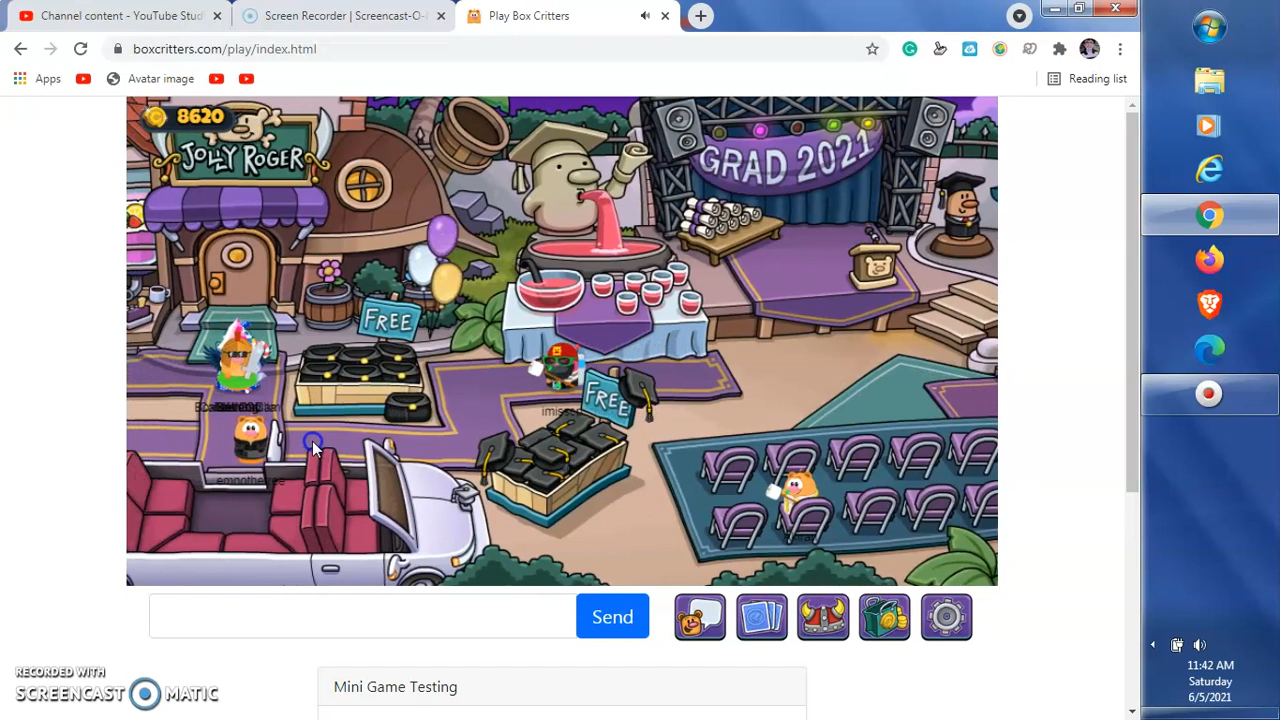 Channel content - YouTube Stud
Screen Recorder | Screencast-O-
Play Box Critters
boxcritters.com/play/index.html
Apps
Avatar image
Reading list
8620
JOLLY ROGER
GRAD 2021
FREE
FREE
imisscp
empothetree
Send
Mini Game Testing
RECORDED WITH
SCREENCAST MATIC
11:42 AM
Saturday
6/5/2021